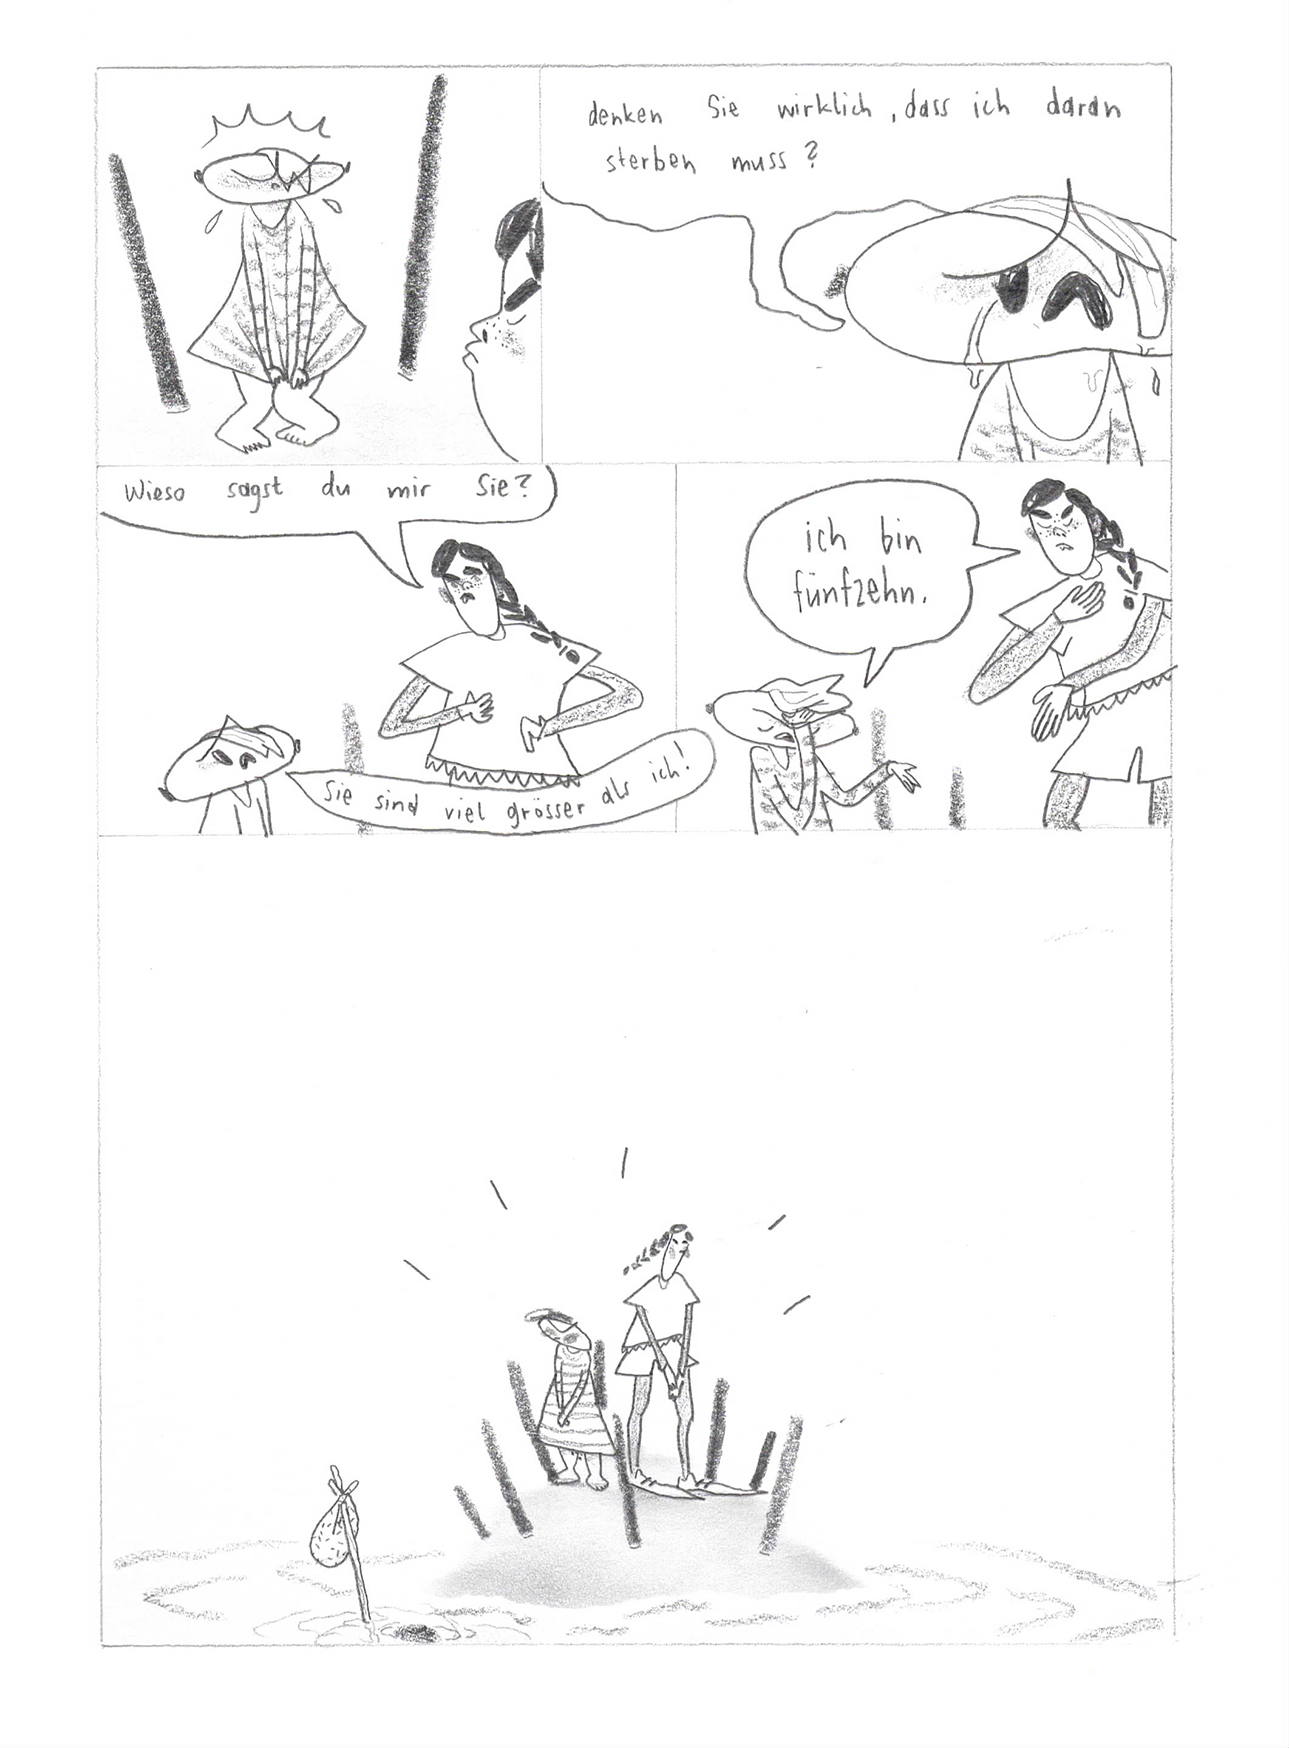 denken Sie wirklich, dass ich daran
sterben muss?
Wieso sagst du mir Sie?
Sie sind viel grösser als ich!
ich bin
fünfzehn.